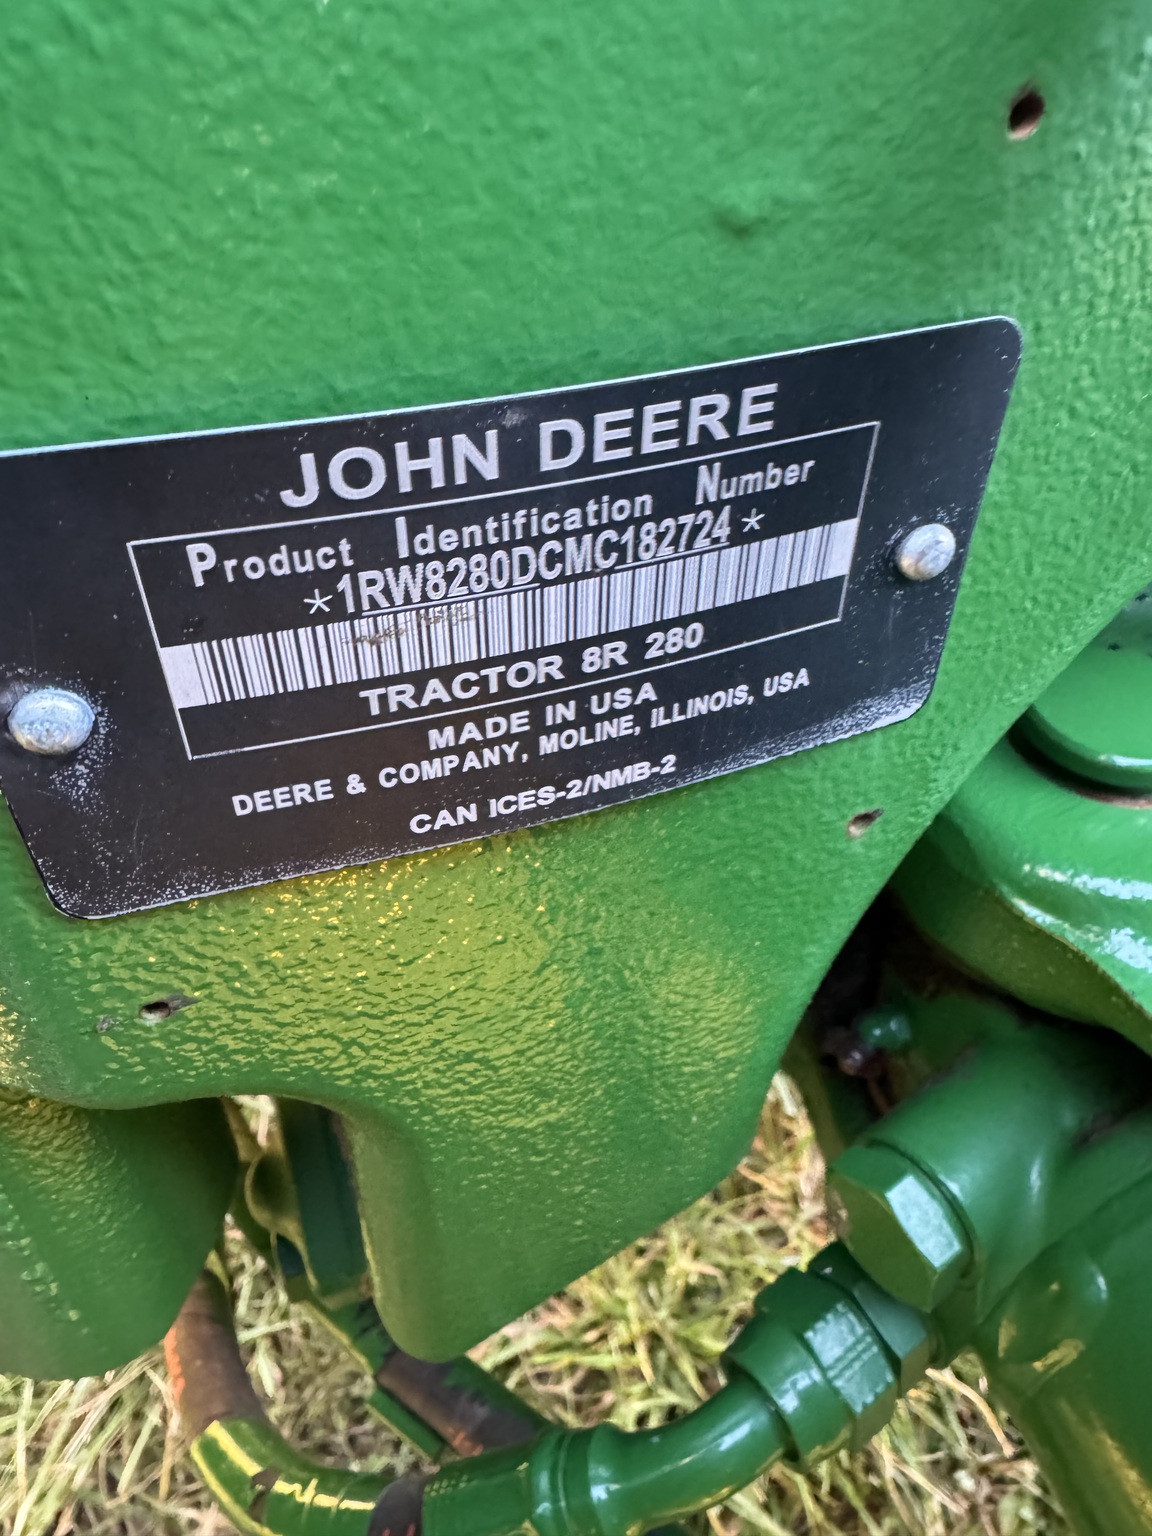 JOHN DEERE
Product Identification Number
*1RW8280DCMC182724*
TRACTOR 8R 280
MADE IN USA
DEERE & COMPANY, MOLINE, ILLINOIS, USA
CAN ICES-2/NMB-2